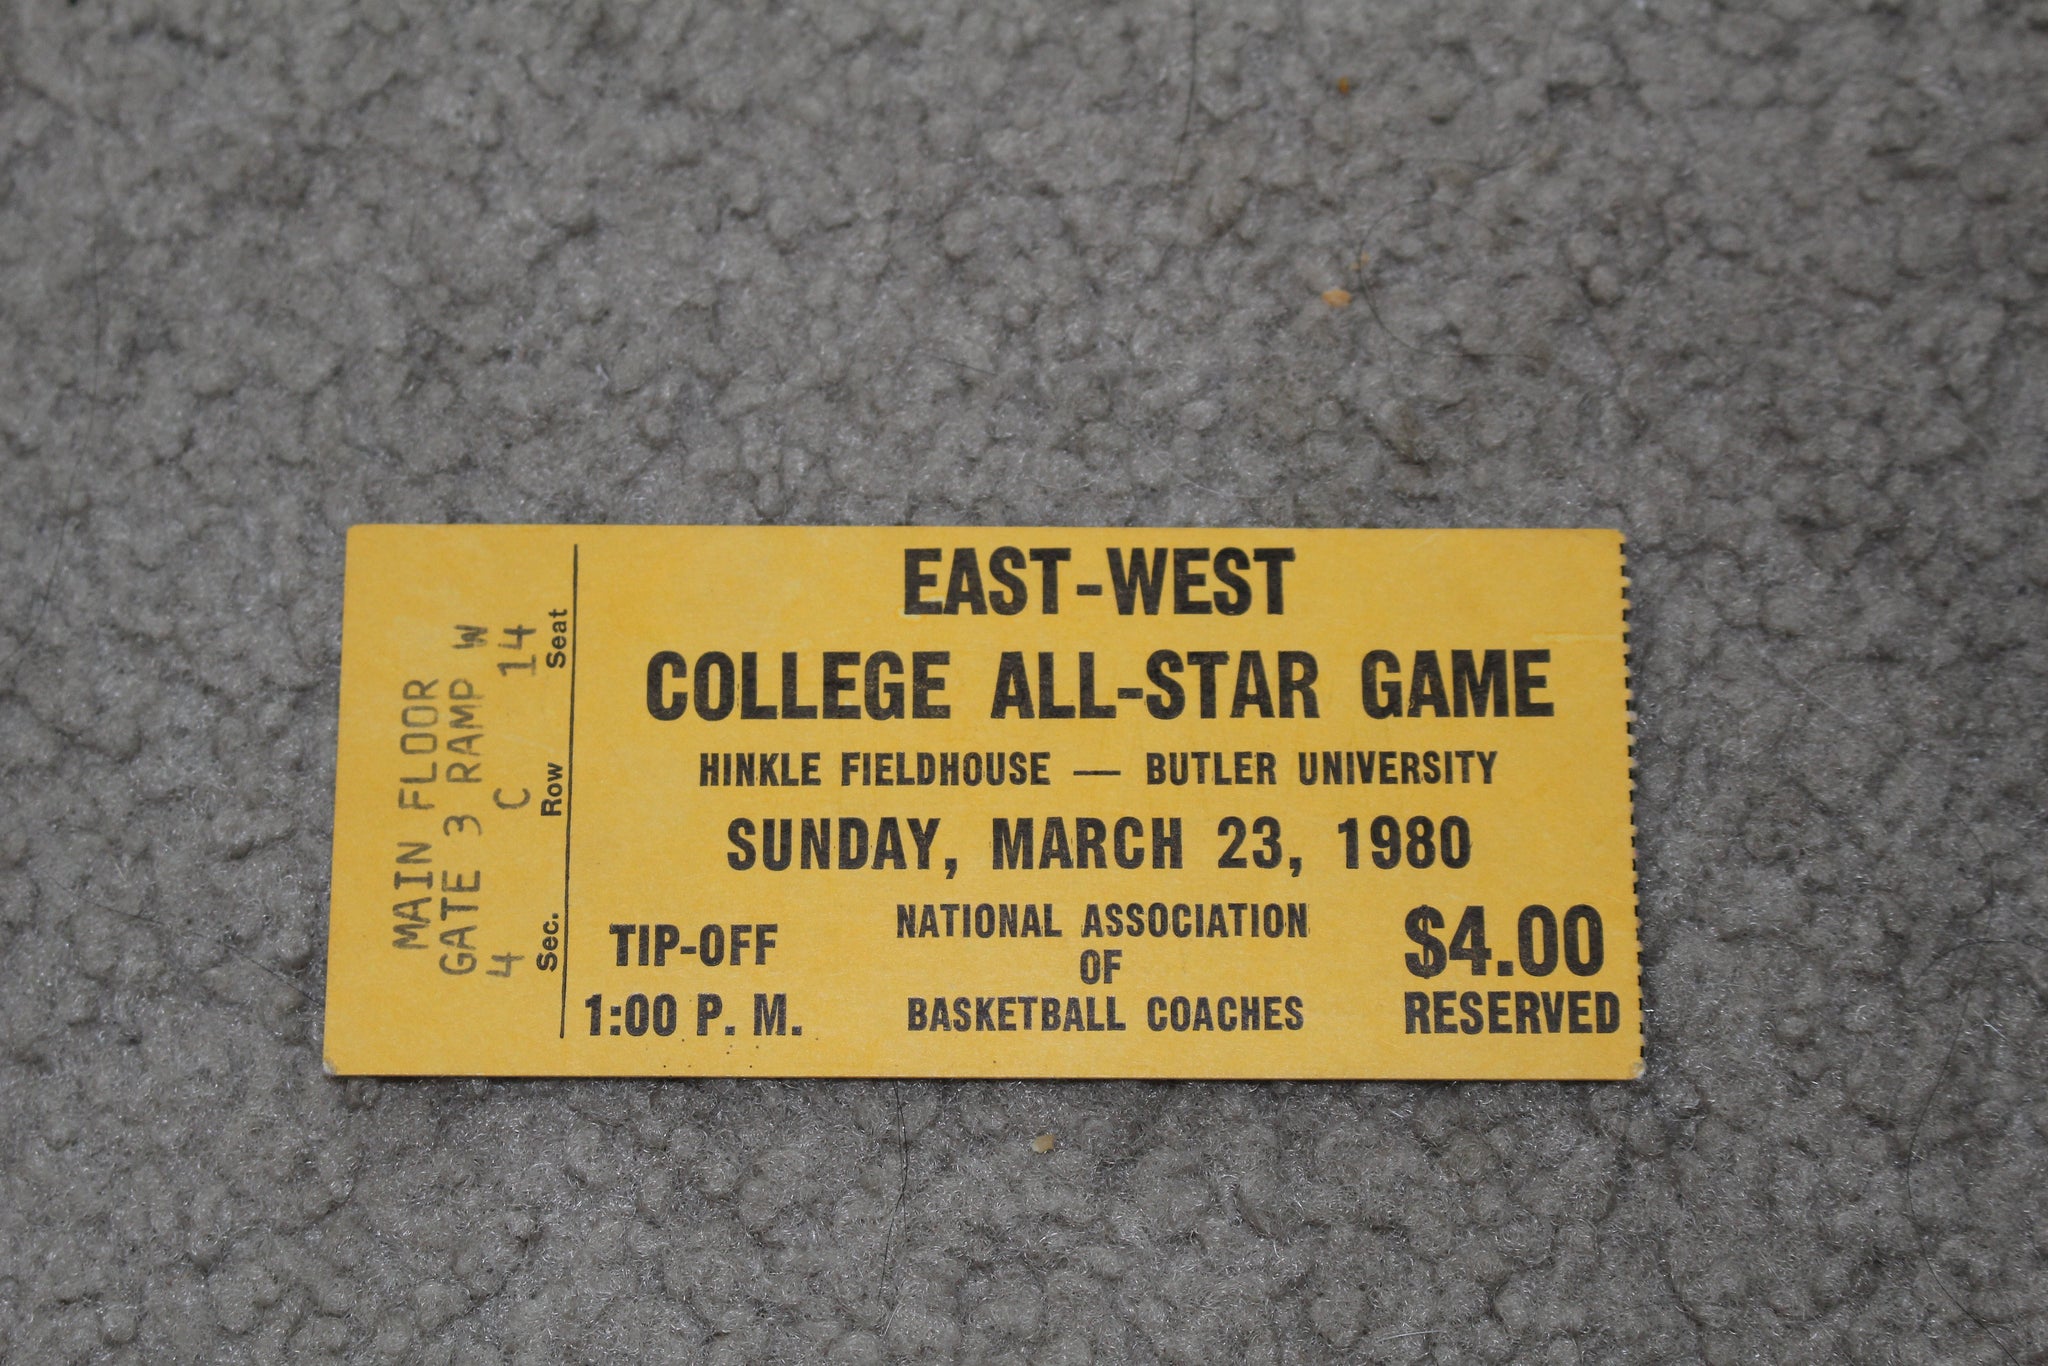 MAIN FLOOR
GATE 3 RAMP W
4 C 14
Sec. Row Seat
EAST-WEST
COLLEGE ALL-STAR GAME
HINKLE FIELDHOUSE — BUTLER UNIVERSITY
SUNDAY, MARCH 23, 1980
TIP-OFF
1:00 P. M.
NATIONAL ASSOCIATION
OF
BASKETBALL COACHES
$4.00
RESERVED